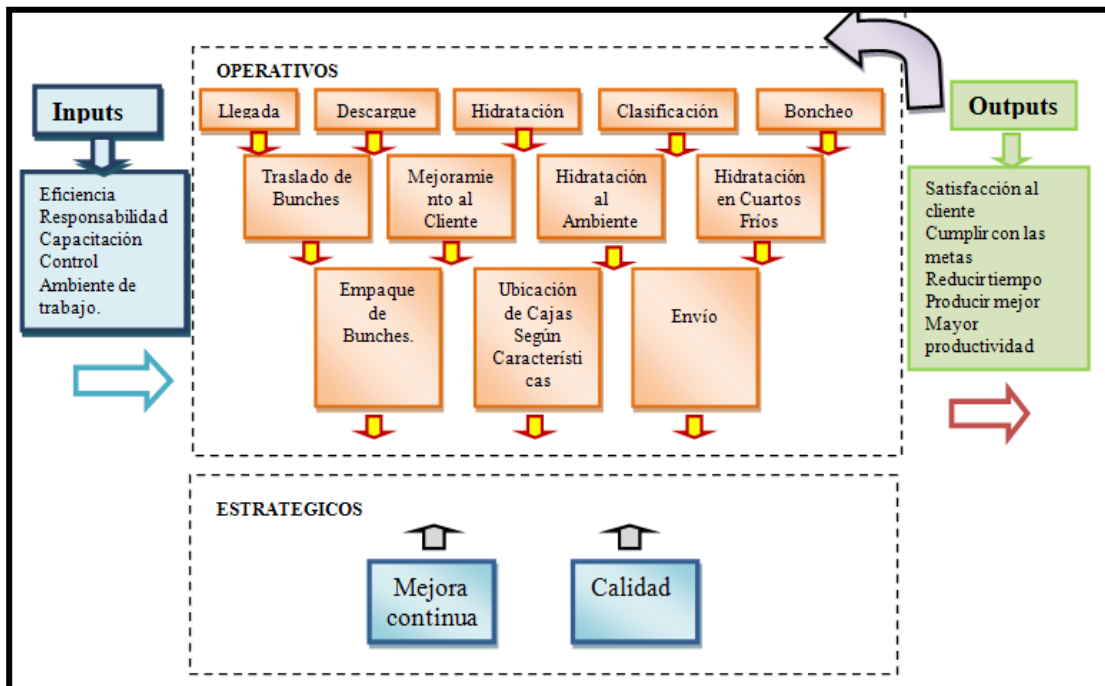 OPERATIVOS
Inputs
Eficiencia
Responsabilidad
Capacitación
Control
Ambiente de
trabajo.
Llegada
Descargue
Hidratación
Clasificación
Boncheo
Traslado de
Bunches
Mejoramie
nto al
Cliente
Hidratación
al
Ambiente
Hidratación
en Cuartos
Fríos
Empaque
de
Bunches.
Ubicación
de Cajas
Según
Característi
cas
Envío
Outputs
Satisfacción al
cliente
Cumplir con las
metas
Reducir tiempo
Producir mejor
Mayor
productividad
ESTRATEGICOS
Mejora
continua
Calidad